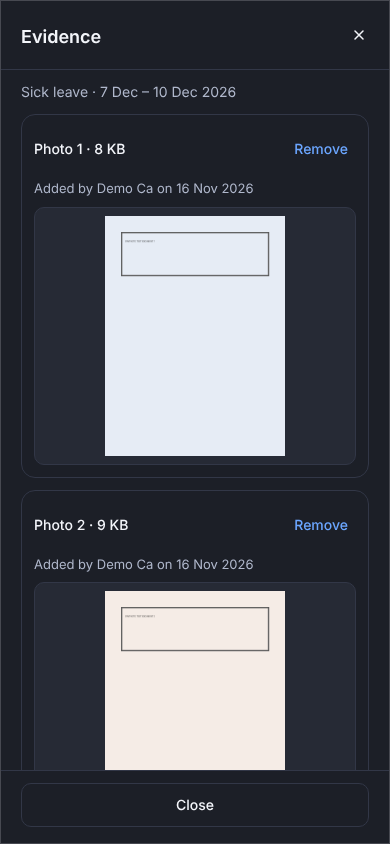 Evidence
Sick leave · 7 Dec – 10 Dec 2026
Photo 1 · 8 KB
Remove
Added by Demo Ca on 16 Nov 2026
Photo 2 · 9 KB
Remove
Added by Demo Ca on 16 Nov 2026
Close